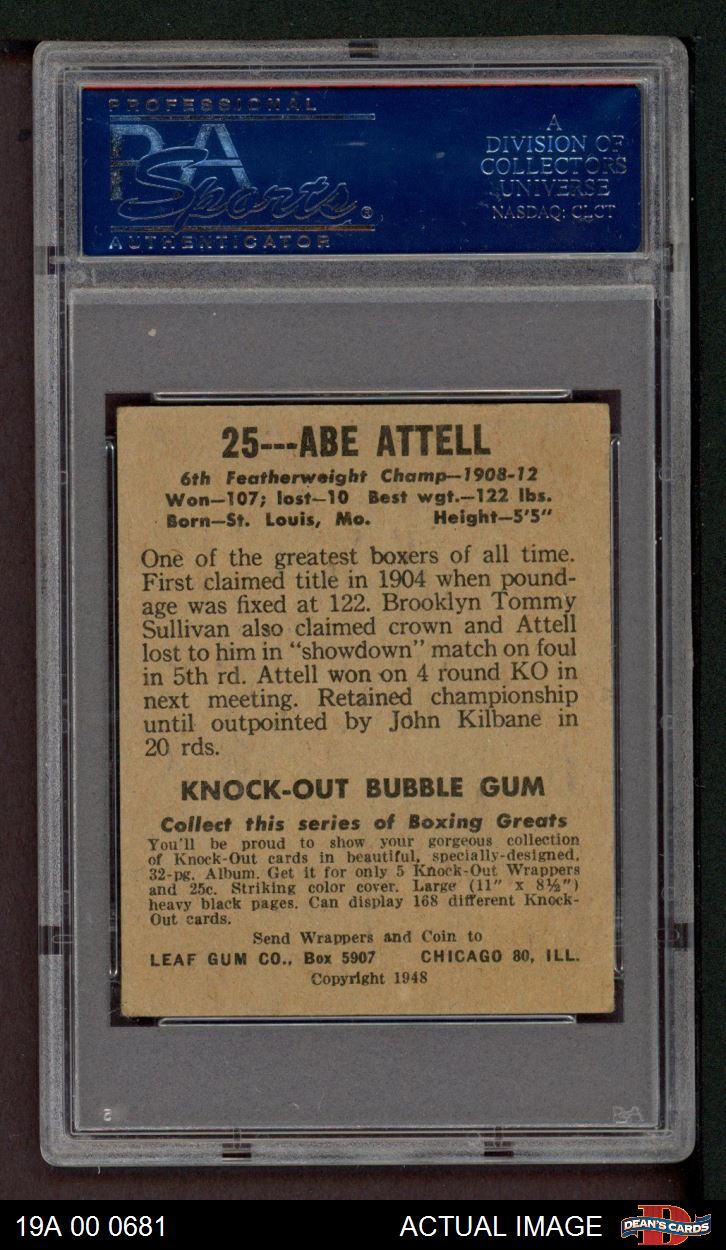 PROFESSIONAL
PSA
Sports®
AUTHENTICATOR
A
DIVISION OF
COLLECTORS
UNIVERSE
NASDAQ: CLCT
25---ABE ATTELL
6th Featherweight Champ—1908-12
Won—107; lost—10 Best wgt.—122 lbs.
Born—St. Louis, Mo. Height—5'5"
One of the greatest boxers of all time.
First claimed title in 1904 when pound-
age was fixed at 122. Brooklyn Tommy
Sullivan also claimed crown and Attell
lost to him in "showdown" match on foul
in 5th rd. Attell won on 4 round KO in
next meeting. Retained championship
until outpointed by John Kilbane in
20 rds.
KNOCK-OUT BUBBLE GUM
Collect this series of Boxing Greats
You'll be proud to show your gorgeous collection
of Knock-Out cards in beautiful, specially-designed,
32-pg. Album. Get it for only 5 Knock-Out Wrappers
and 25c. Striking color cover. Large (11" x 8½")
heavy black pages. Can display 168 different Knock-
Out cards.
Send Wrappers and Coin to
LEAF GUM CO., Box 5907 CHICAGO 80, ILL.
Copyright 1948
PSA
19A 00 0681
ACTUAL IMAGE
DEAN'S CARDS